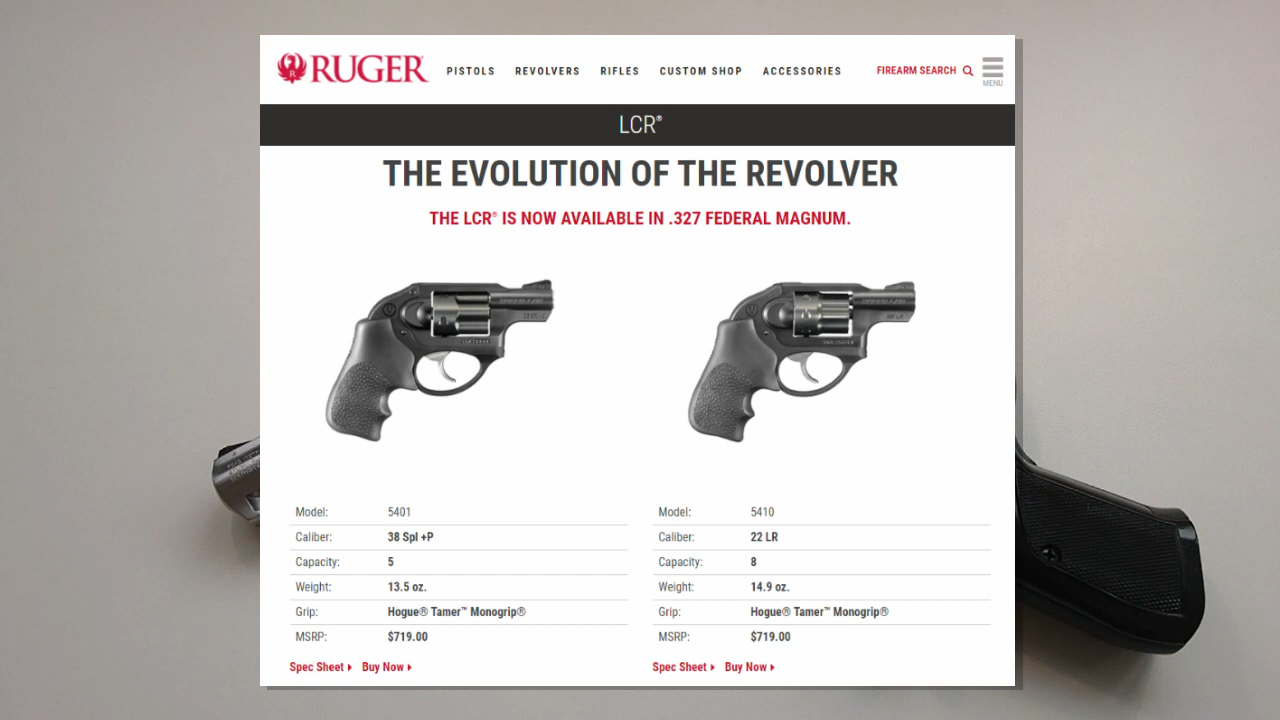 RUGER
PISTOLS REVOLVERS RIFLES CUSTOM SHOP ACCESSORIES
FIREARM SEARCH
MENU
LCR®
THE EVOLUTION OF THE REVOLVER
THE LCR® IS NOW AVAILABLE IN .327 FEDERAL MAGNUM.
Model: 5401
Caliber: 38 Spl +P
Capacity: 5
Weight: 13.5 oz.
Grip: Hogue® Tamer™ Monogrip®
MSRP: $719.00
Spec Sheet Buy Now
Model: 5410
Caliber: 22 LR
Capacity: 8
Weight: 14.9 oz.
Grip: Hogue® Tamer™ Monogrip®
MSRP: $719.00
Spec Sheet Buy Now